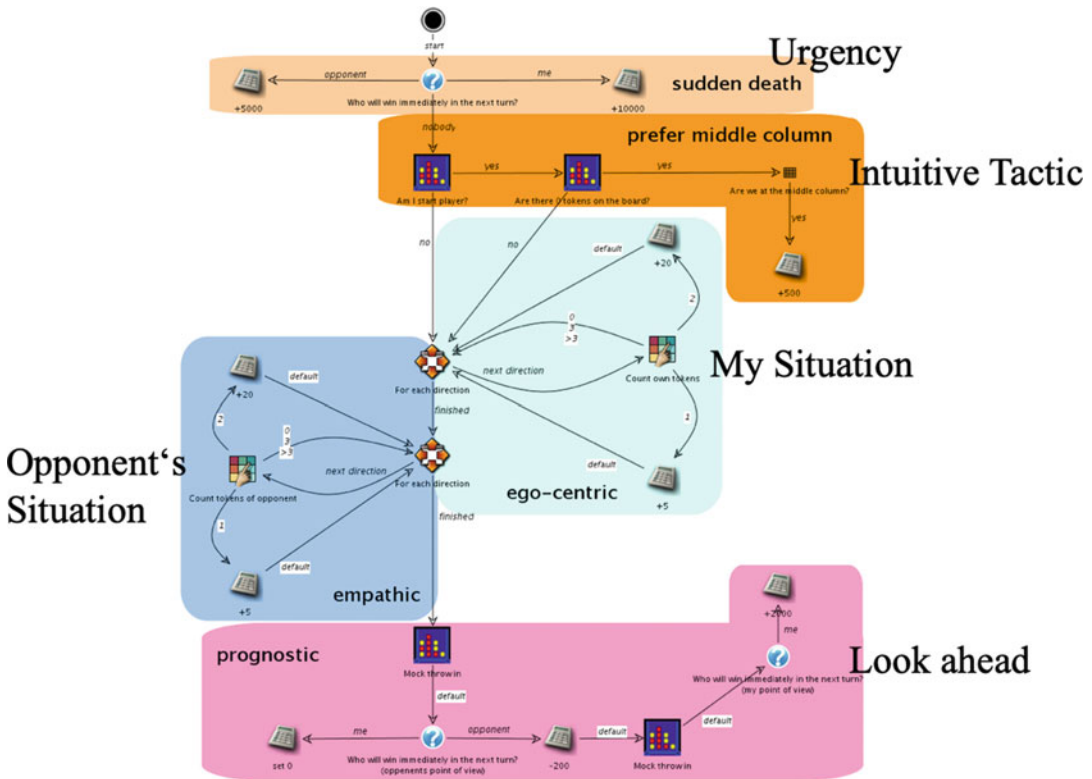 start
Urgency
opponent
me
sudden death
+5000
Who will win immediately in the next turn?
+10000
nobody
prefer middle column
yes
yes
Intuitive Tactic
Am I start player?
Are there 0 tokens on the board?
Are we at the middle column?
yes
no
no
default
+20
+500
2
0
3
>3
next direction
Count own tokens
My Situation
For each direction
+20
default
finished
1
2
0
3
>3
Opponent‘s
Situation
next direction
Count tokens of opponent
For each direction
default
ego-centric
+5
1
finished
default
+5
empathic
prognostic
Mock throw in
+2000
me
Look ahead
Who will win immediately in the next turn?
(my point of view)
default
me
opponent
default
default
set 0
Who will win immediately in the next turn?
(oppenents point of view)
-200
Mock throw in